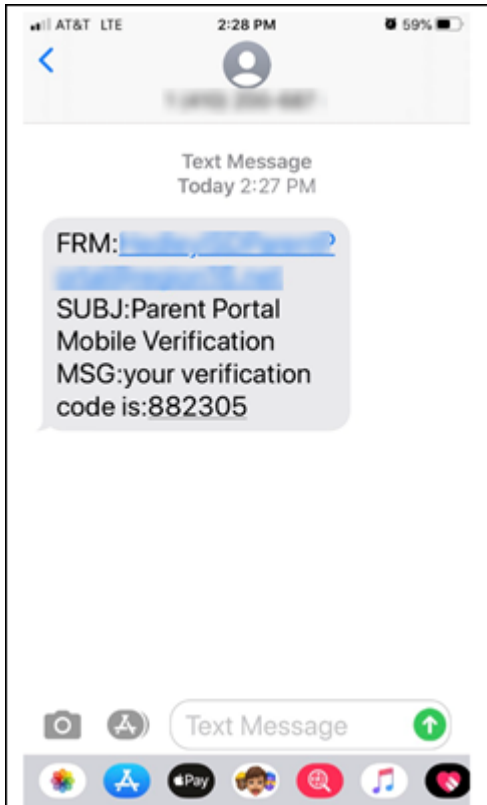 AT&T LTE
2:28 PM
59%
Text Message
Today 2:27 PM
FRM:
SUBJ:Parent Portal
Mobile Verification
MSG:your verification
code is:882305
Text Message
Pay